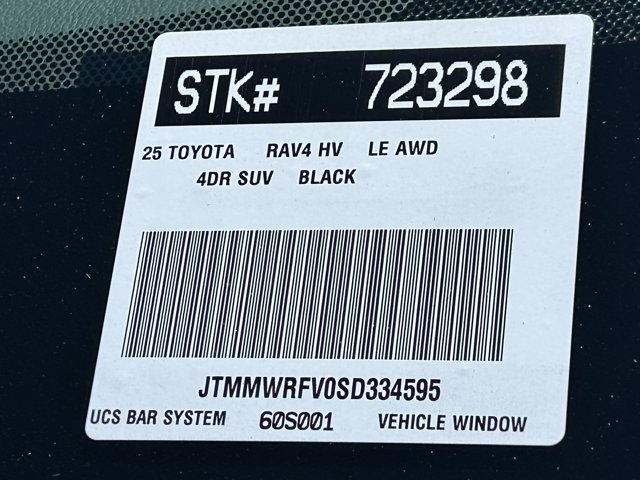 STK# 723298
25 TOYOTA RAV4 HV LE AWD
4DR SUV BLACK
JTMMWRFV0SD334595
UCS BAR SYSTEM 60S001 VEHICLE WINDOW